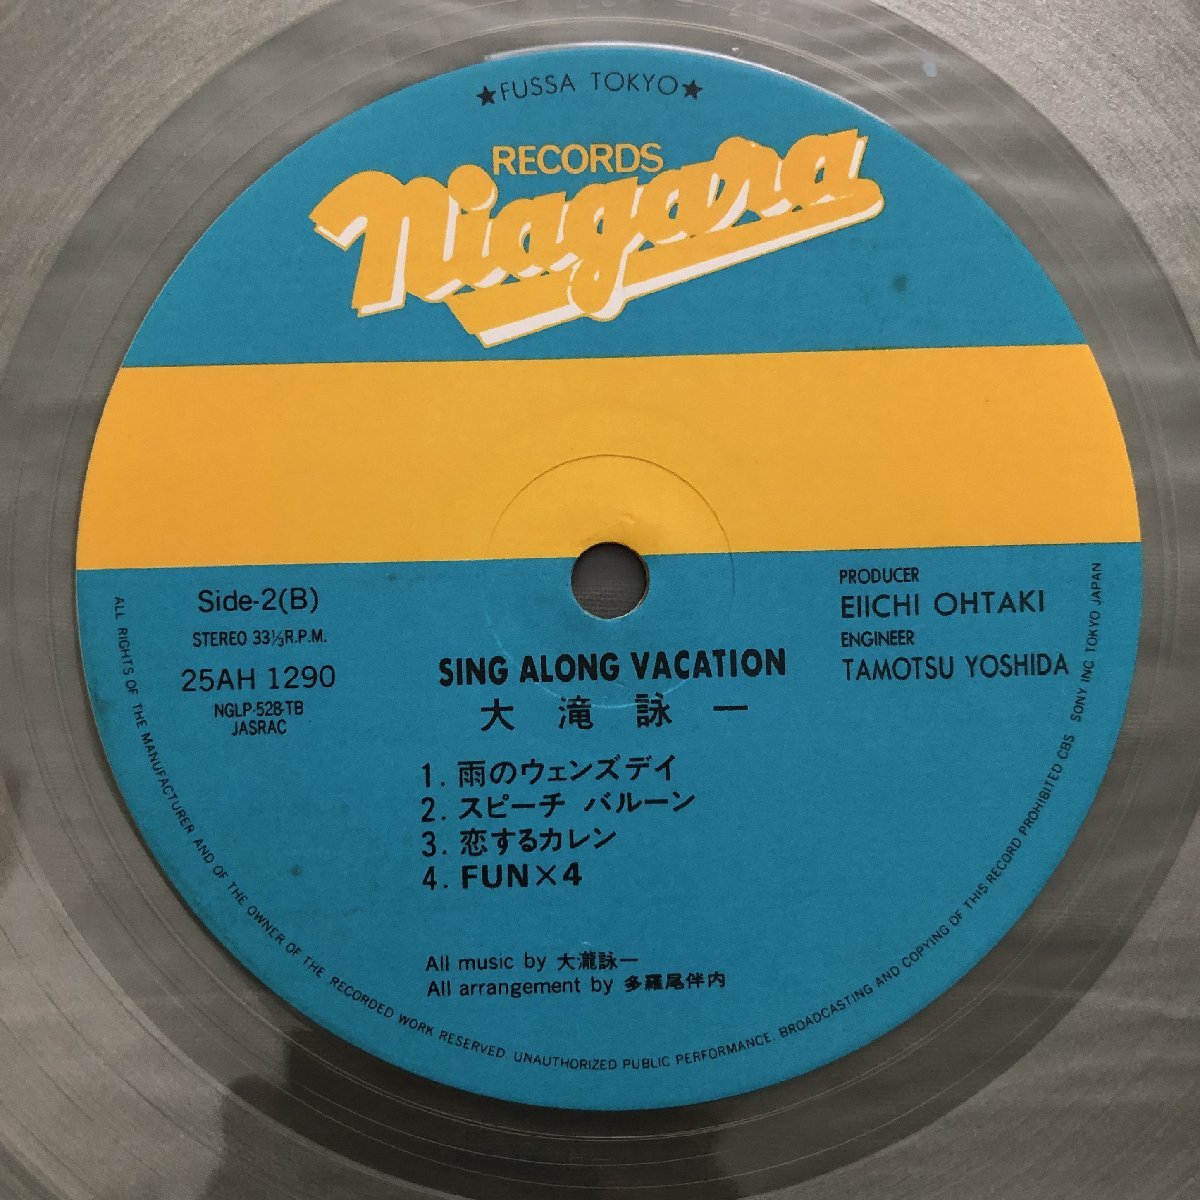 ★FUSSA TOKYO★
RECORDS
Niagara
Side-2(B)
STEREO 33⅓R.P.M.
25AH 1290
NGLP-528-TB
JASRAC
PRODUCER
EIICHI OHTAKI
ENGINEER
TAMOTSU YOSHIDA
SING ALONG VACATION
大滝詠一
1. 雨のウェンズデイ
2. スピーチ バルーン
3. 恋するカレン
4. FUN×4
All music by 大瀧詠一
All arrangement by 多羅尾伴内
ALL RIGHTS OF THE MANUFACTURER AND OF THE OWNER OF THE RECORDED WORK RESERVED. UNAUTHORIZED PUBLIC PERFORMANCE. BROADCASTING AND COPYING OF THIS RECORD PROHIBITED CBS/SONY INC. TOKYO JAPAN